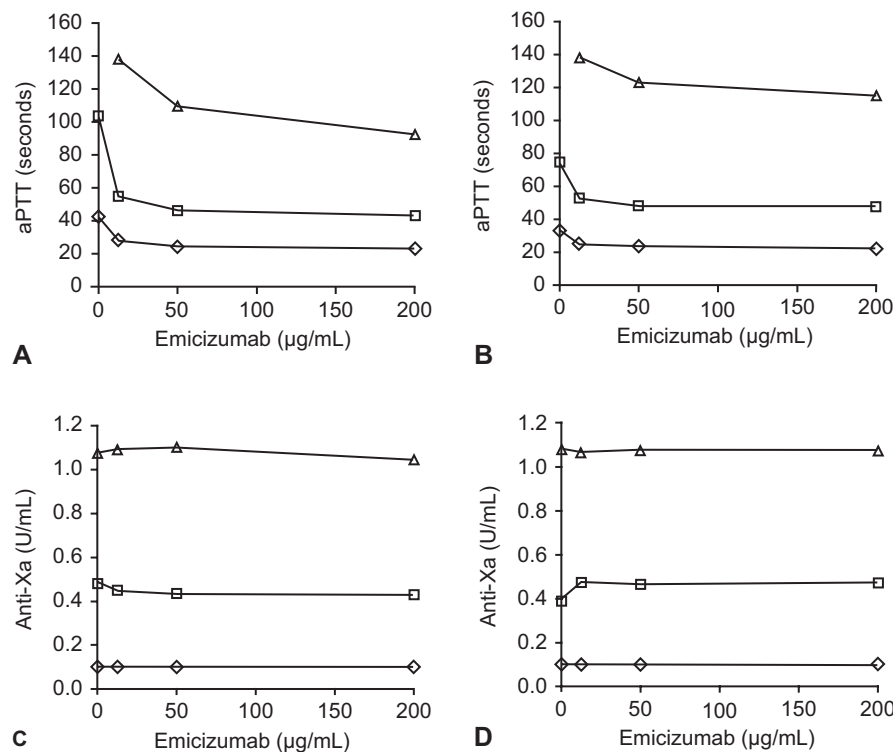 160
140
120
100
80
60
40
20
0
aPTT (seconds)
0 50 100 150 200
Emicizumab (µg/mL)
A
160
140
120
100
80
60
40
20
0
aPTT (seconds)
0 50 100 150 200
Emicizumab (µg/mL)
B
1.2
1.0
0.8
0.6
0.4
0.2
0.0
Anti-Xa (U/mL)
0 50 100 150 200
Emicizumab (µg/mL)
C
1.2
1.0
0.8
0.6
0.4
0.2
0.0
Anti-Xa (U/mL)
0 50 100 150 200
Emicizumab (µg/mL)
D